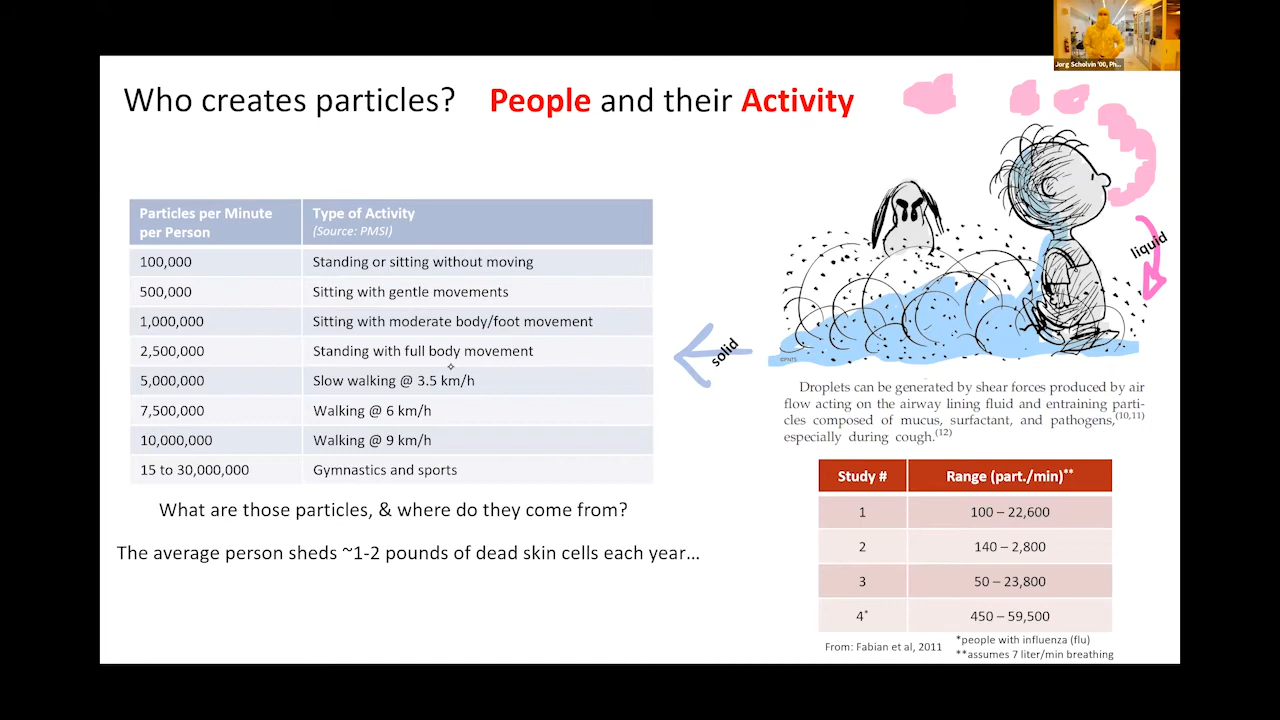 Jorg Scholvin '00, Ph...
Who creates particles? People and their Activity
Particles per Minute per Person
Type of Activity
(Source: PMSI)
100,000 Standing or sitting without moving
500,000 Sitting with gentle movements
1,000,000 Sitting with moderate body/foot movement
2,500,000 Standing with full body movement
5,000,000 Slow walking @ 3.5 km/h
7,500,000 Walking @ 6 km/h
10,000,000 Walking @ 9 km/h
15 to 30,000,000 Gymnastics and sports
What are those particles, & where do they come from?
The average person sheds ~1-2 pounds of dead skin cells each year…
solid
liquid
©PNTS
Droplets can be generated by shear forces produced by air
flow acting on the airway lining fluid and entraining parti-
cles composed of mucus, surfactant, and pathogens,(10,11)
especially during cough.(12)
Study # Range (part./min)**
1 100 – 22,600
2 140 – 2,800
3 50 – 23,800
4* 450 – 59,500
From: Fabian et al, 2011
*people with influenza (flu)
**assumes 7 liter/min breathing